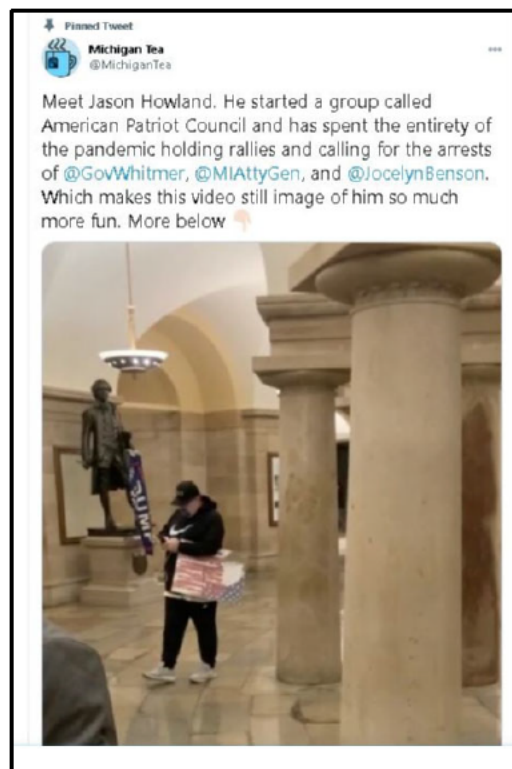 Pinned Tweet
Michigan Tea
@MichiganTea
Meet Jason Howland. He started a group called
American Patriot Council and has spent the entirety of
the pandemic holding rallies and calling for the arrests
of @GovWhitmer, @MIAttyGen, and @JocelynBenson.
Which makes this video still image of him so much
more fun. More below
TRUMP